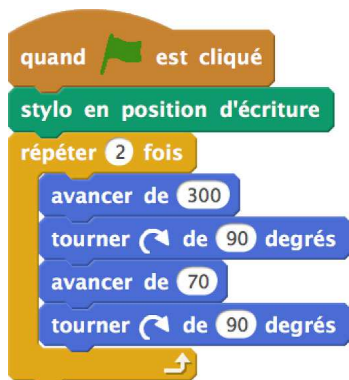 quand est cliqué
stylo en position d'écriture
répéter 2 fois
avancer de 300
tourner de 90 degrés
avancer de 70
tourner de 90 degrés